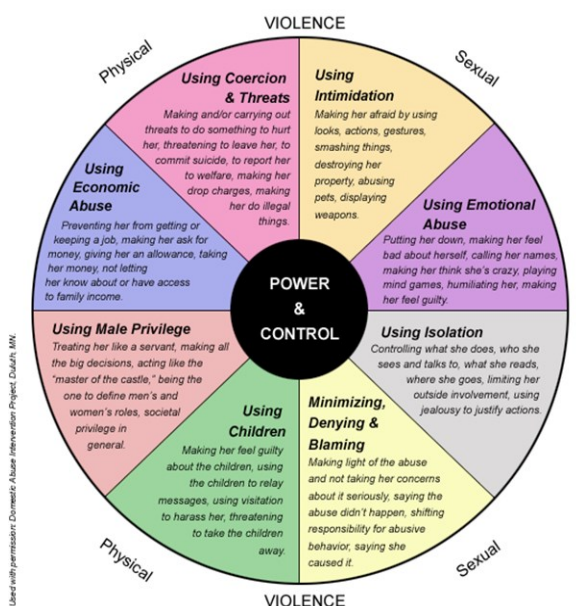 VIOLENCE
Physical
Sexual
Using Coercion
& Threats
Making and/or carrying out
threats to do something to hurt
her, threatening to leave her, to
commit suicide, to report her
to welfare, making her
drop charges, making
her do illegal
things.
Using
Intimidation
Making her afraid by using
looks, actions, gestures,
smashing things,
destroying her
property, abusing
pets, displaying
weapons.
Using Emotional
Abuse
Putting her down, making her feel
bad about herself, calling her names,
making her think she's crazy, playing
mind games, humiliating her, making
her feel guilty.
Using Isolation
Controlling what she does, who she
sees and talks to, what she reads,
where she goes, limiting her
outside involvement, using
jealousy to justify actions.
Minimizing,
Denying &
Blaming
Making light of the abuse
and not taking her concerns
about it seriously, saying the
abuse didn't happen, shifting
responsibility for abusive
behavior, saying she
caused it.
Using
Children
Making her feel guilty
about the children, using
the children to relay
messages, using visitation
to harass her, threatening
to take the children
away.
Using Male Privilege
Treating her like a servant, making all
the big decisions, acting like the
"master of the castle," being the
one to define men's and
women's roles, societal
privilege in
general.
Using
Economic
Abuse
Preventing her from getting or
keeping a job, making her ask for
money, giving her an allowance, taking
her money, not letting
her know about or have access
to family income.
POWER
&
CONTROL
Physical
Sexual
VIOLENCE
Used with permission: Domestic Abuse Intervention Project, Duluth, MN.